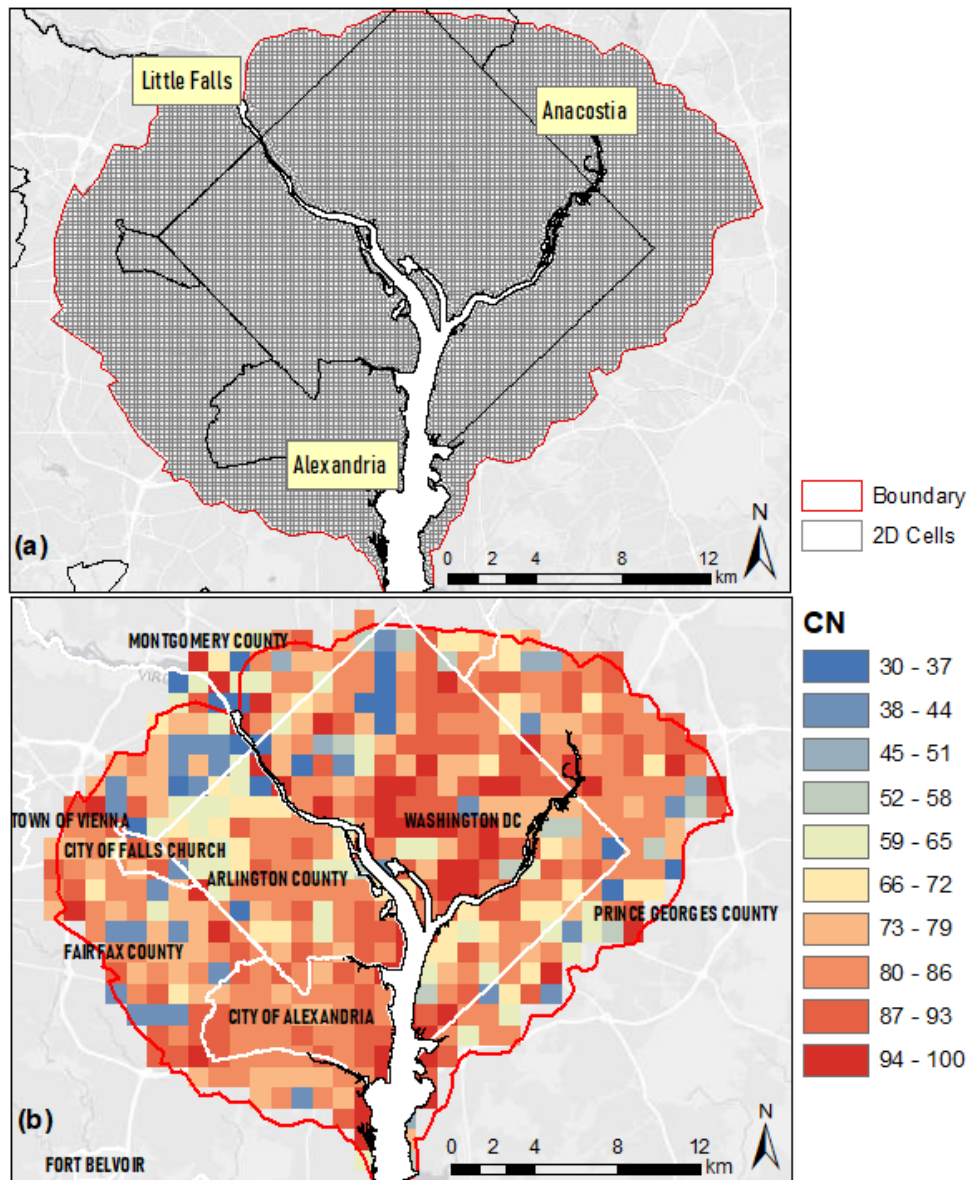 Little Falls
Anacostia
Alexandria
(a)
0 4 8 12
km
N
Boundary
2D Cells
MONTGOMERY COUNTY
TOWN OF VIENNA
CITY OF FALLS CHURCH
WASHINGTON DC
ARLINGTON COUNTY
PRINCE GEORGES COUNTY
FAIRFAX COUNTY
CITY OF ALEXANDRIA
FORT BELVOIR
(b)
0 4 8 12
km
N
CN
30 - 37
38 - 44
45 - 51
52 - 58
59 - 65
66 - 72
73 - 79
80 - 86
87 - 93
94 - 100